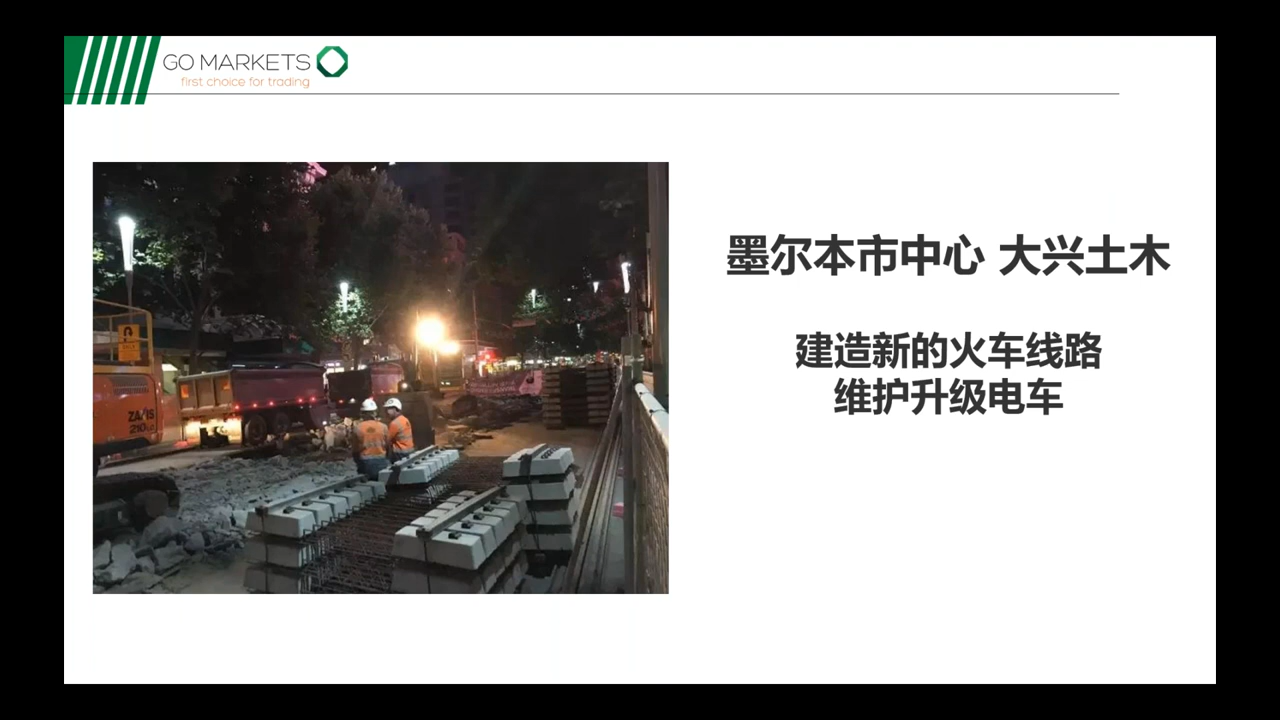 GO MARKETS
first choice for trading
墨尔本市中心 大兴土木
建造新的火车线路
维护升级电车
210